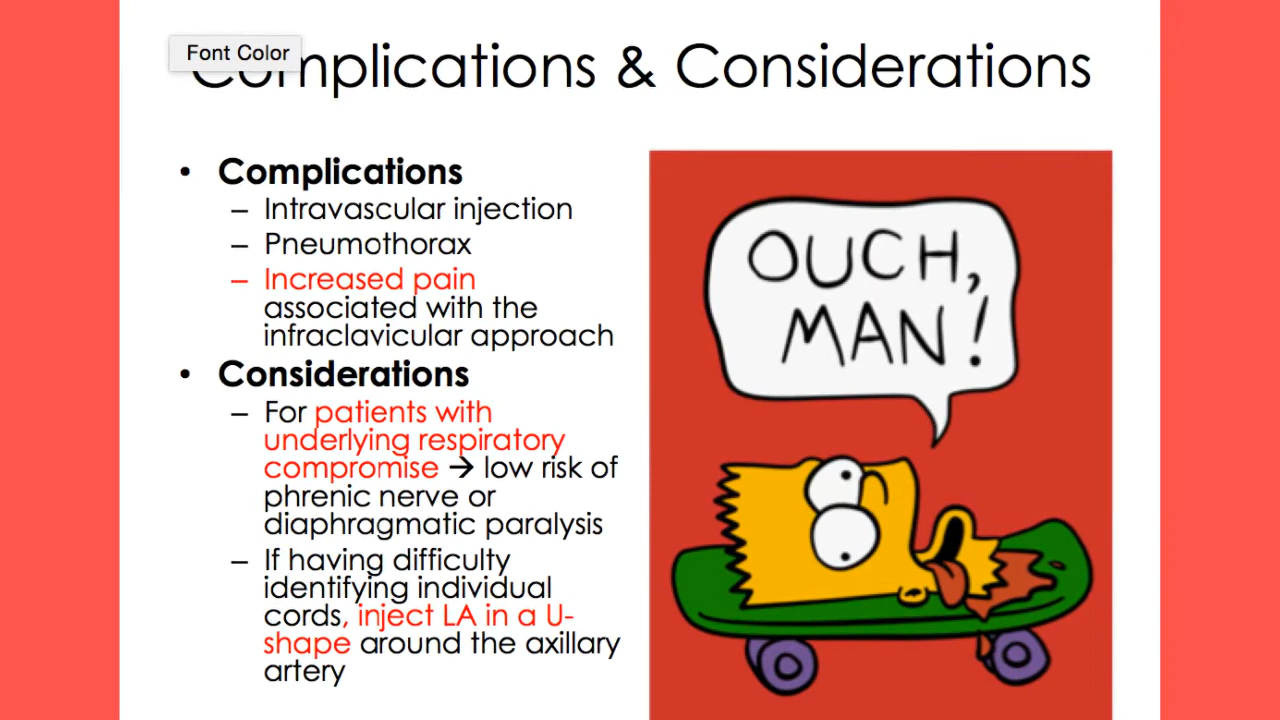 Font Color
Complications & Considerations
• Complications
– Intravascular injection
– Pneumothorax
– Increased pain
associated with the
infraclavicular approach
• Considerations
– For patients with
underlying respiratory
compromise → low risk of
phrenic nerve or
diaphragmatic paralysis
– If having difficulty
identifying individual
cords, inject LA in a U-
shape around the axillary
artery
OUCH,
MAN!